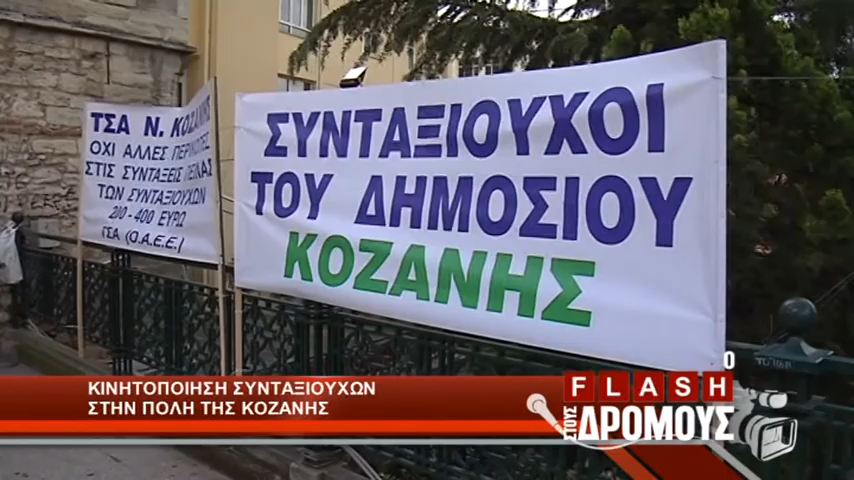 ΤΣΑ Ν. ΚΟΖΑΝΗΣ
ΟΧΙ ΑΛΛΕΣ ΠΕΡΙΚΟΠΕΣ
ΣΤΙΣ ΣΥΝΤΑΞΕΙΣ ΠΕΙΝΑΣ
ΤΩΝ ΣΥΝΤΑΞΙΟΥΧΩΝ
200-400 ΕΥΡΩ
ΤΣΑ (Ο.Α.Ε.Ε.)
ΣΥΝΤΑΞΙΟΥΧΟΙ
ΤΟΥ ΔΗΜΟΣΙΟΥ
ΚΟΖΑΝΗΣ
ΚΙΝΗΤΟΠΟΙΗΣΗ ΣΥΝΤΑΞΙΟΥΧΩΝ
ΣΤΗΝ ΠΟΛΗ ΤΗΣ ΚΟΖΑΝΗΣ
Ο
FLASH
ΣΤΟΥΣ ΔΡΟΜΟΥΣ